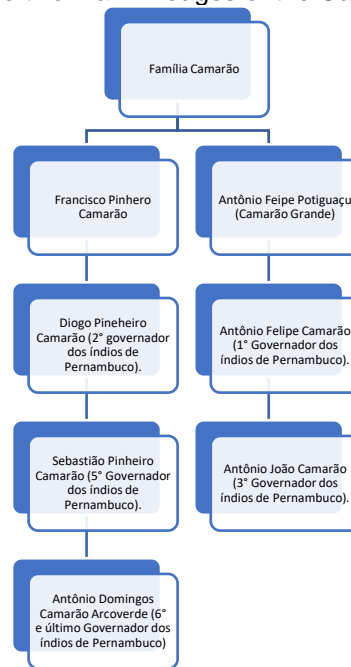 Família Camarão
Francisco Pinhero
Camarão
Antônio Feipe Potiguaçu
(Camarão Grande)
Diogo Pineheiro
Camarão (2° governador
dos índios de
Pernambuco).
Antônio Felipe Camarão
(1° Governador dos
índios de Pernambuco).
Sebastião Pinheiro
Camarão (5° Governador
dos índios de
Pernambuco).
Antônio João Camarão
(3° Governador dos
índios de Pernambuco).
Antônio Domingos
Camarão Arcoverde (6°
e último Governador dos
índios de Pernambuco)